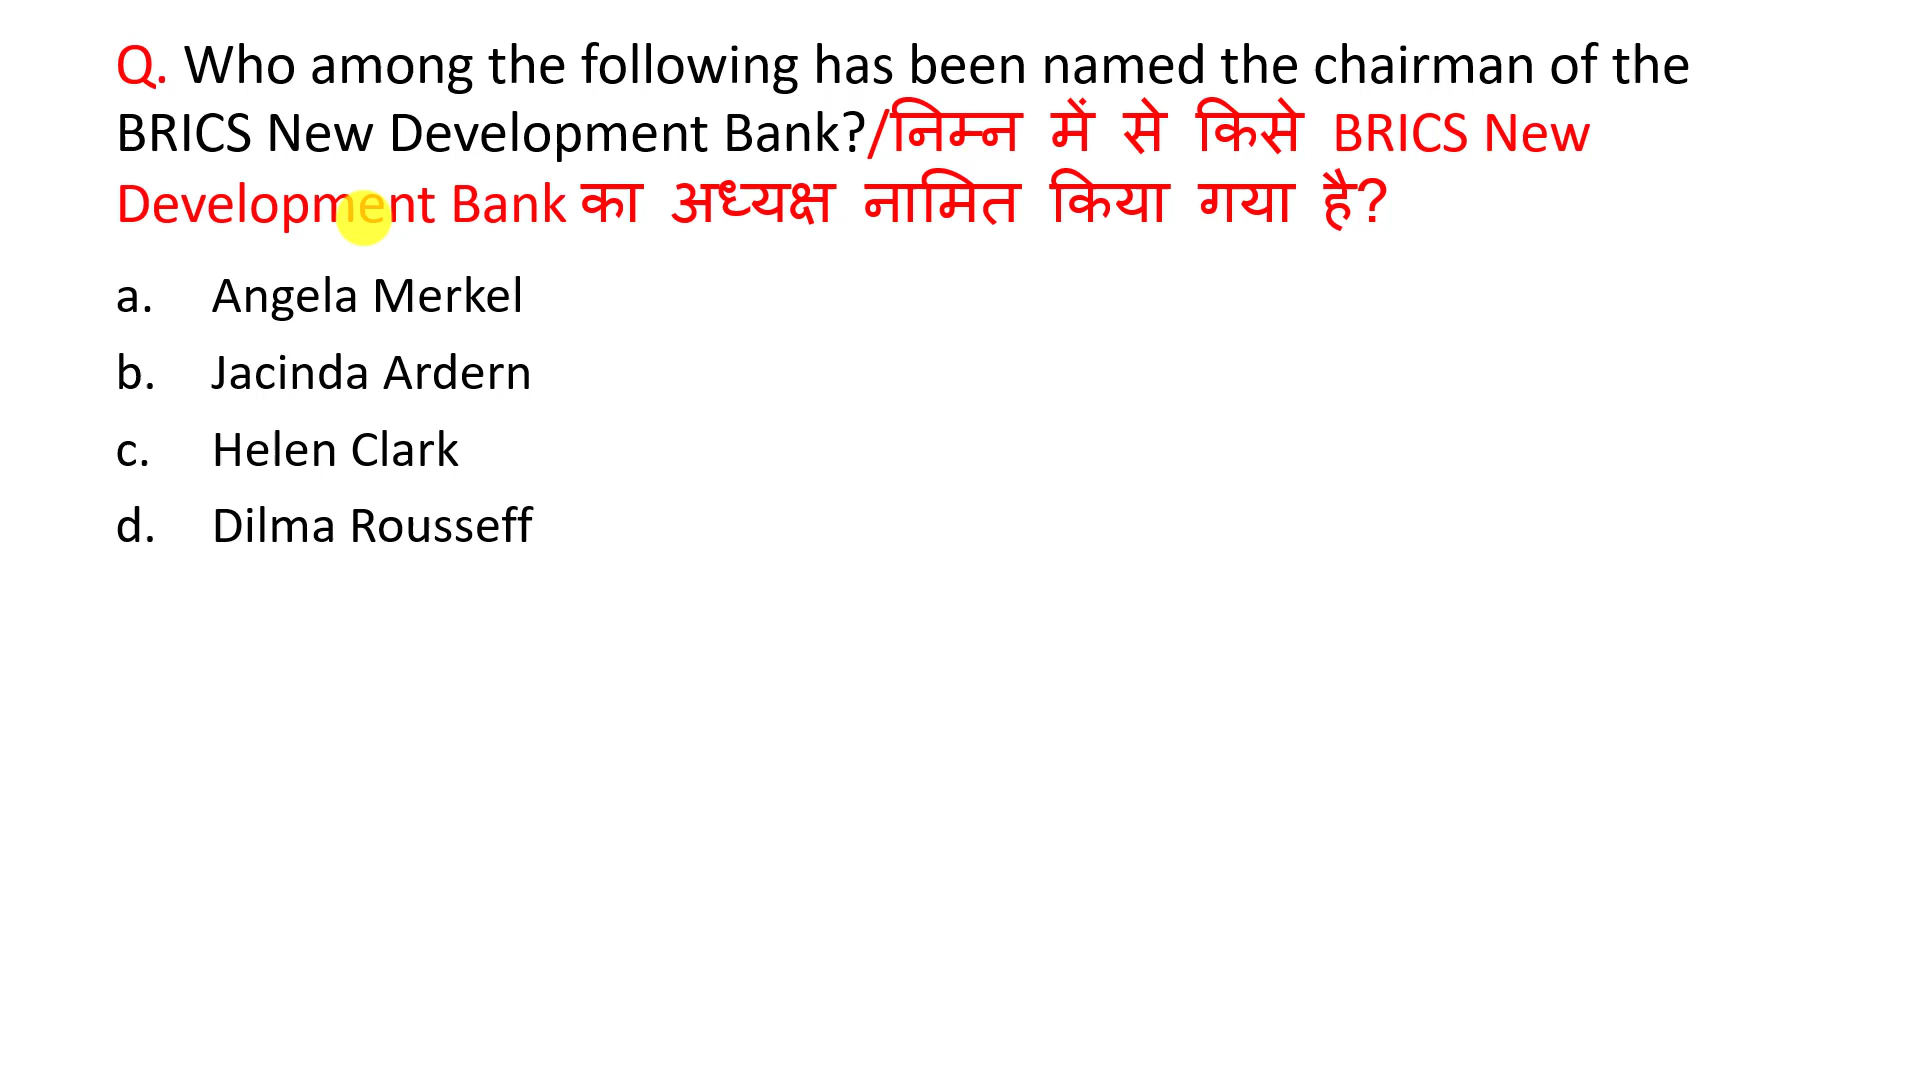 Q. Who among the following has been named the chairman of the
BRICS New Development Bank?/निम्न में से किसे BRICS New
Development Bank का अध्यक्ष नामित किया गया है?
a. Angela Merkel
b. Jacinda Ardern
c. Helen Clark
d. Dilma Rousseff